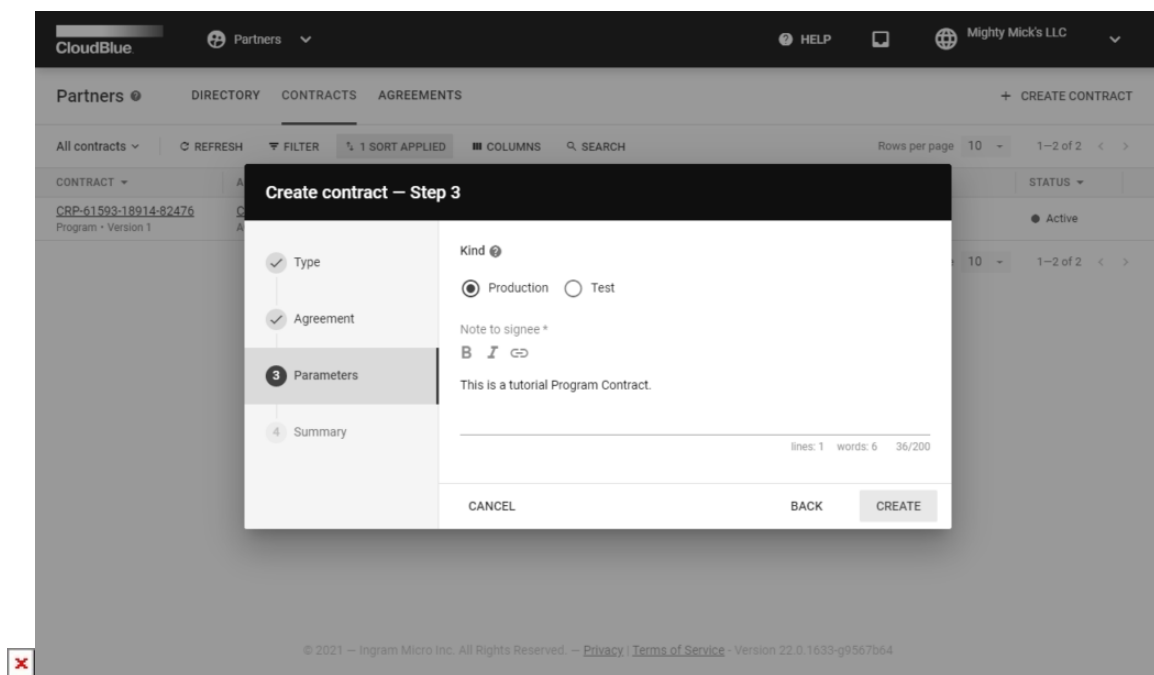 CloudBlue.
Partners
HELP
Mighty Mick's LLC
Partners
DIRECTORY CONTRACTS AGREEMENTS
+ CREATE CONTRACT
All contracts REFRESH FILTER 1 SORT APPLIED COLUMNS SEARCH
Rows per page 10 1–2 of 2
CONTRACT
STATUS
CRP-61593-18914-82476
Program • Version 1
Active
10 1–2 of 2
Create contract — Step 3
Type
Agreement
3 Parameters
4 Summary
Kind
Production Test
Note to signee *
B I
This is a tutorial Program Contract.
lines: 1 words: 6 36/200
CANCEL BACK CREATE
© 2021 — Ingram Micro Inc. All Rights Reserved. — Privacy | Terms of Service - Version 22.0.1633-g9567b64